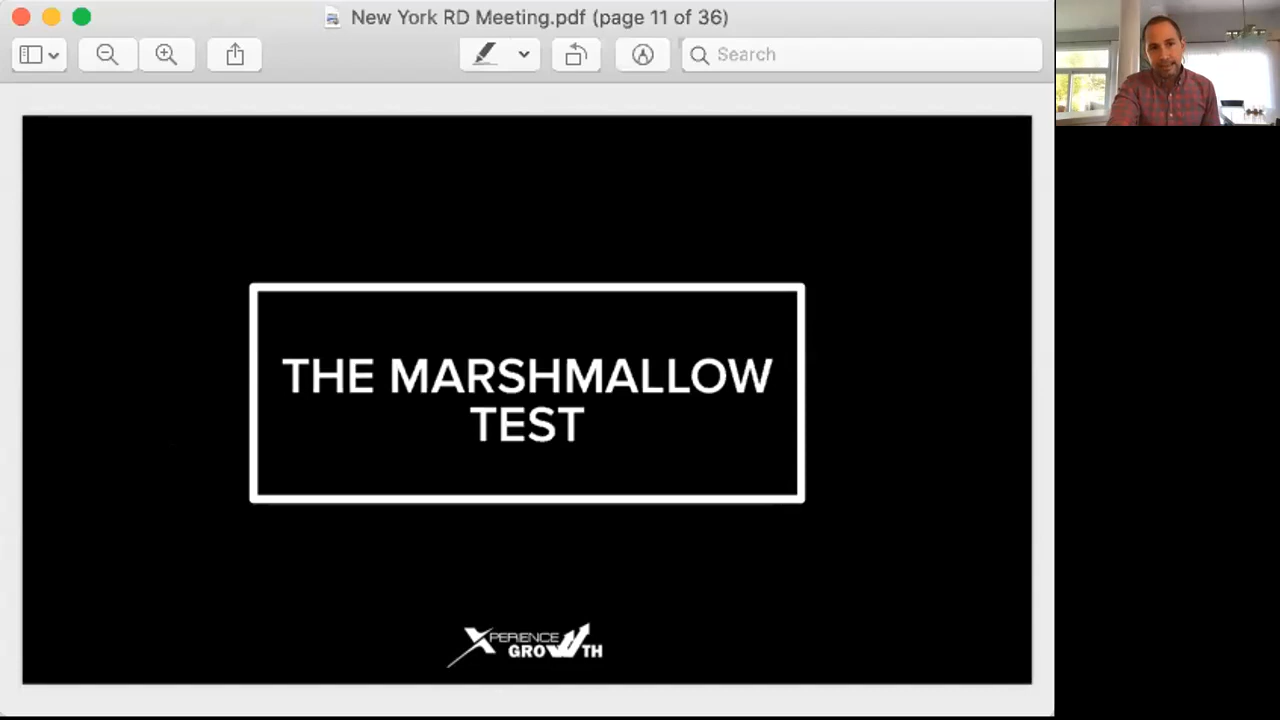 New York RD Meeting.pdf (page 11 of 36)
Search
THE MARSHMALLOW
TEST
XPERIENCE
GROWTH